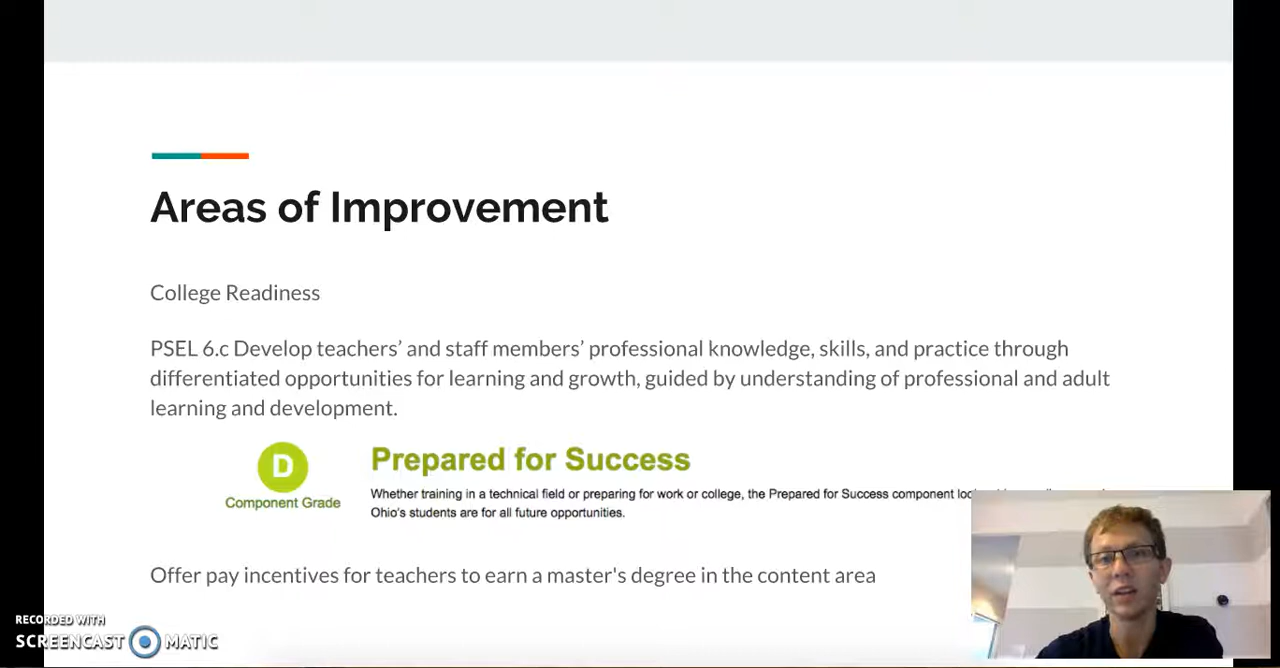 Areas of Improvement
College Readiness
PSEL 6.c Develop teachers’ and staff members’ professional knowledge, skills, and practice through
differentiated opportunities for learning and growth, guided by understanding of professional and adult
learning and development.
D
Component Grade
Prepared for Success
Whether training in a technical field or preparing for work or college, the Prepared for Success component
Ohio's students are for all future opportunities.
Offer pay incentives for teachers to earn a master's degree in the content area
RECORDED WITH
SCREENCAST MATIC